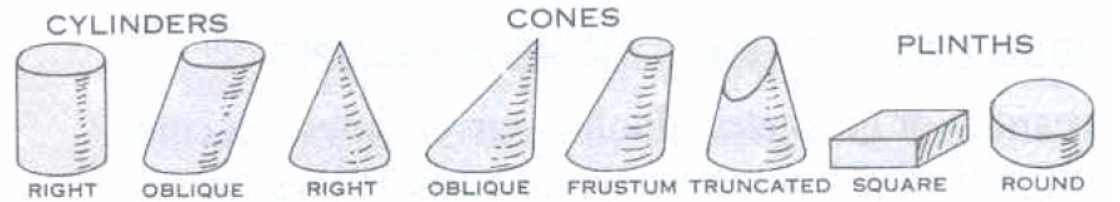 CYLINDERS
CONES
PLINTHS
RIGHT OBLIQUE RIGHT OBLIQUE FRUSTUM TRUNCATED SQUARE ROUND